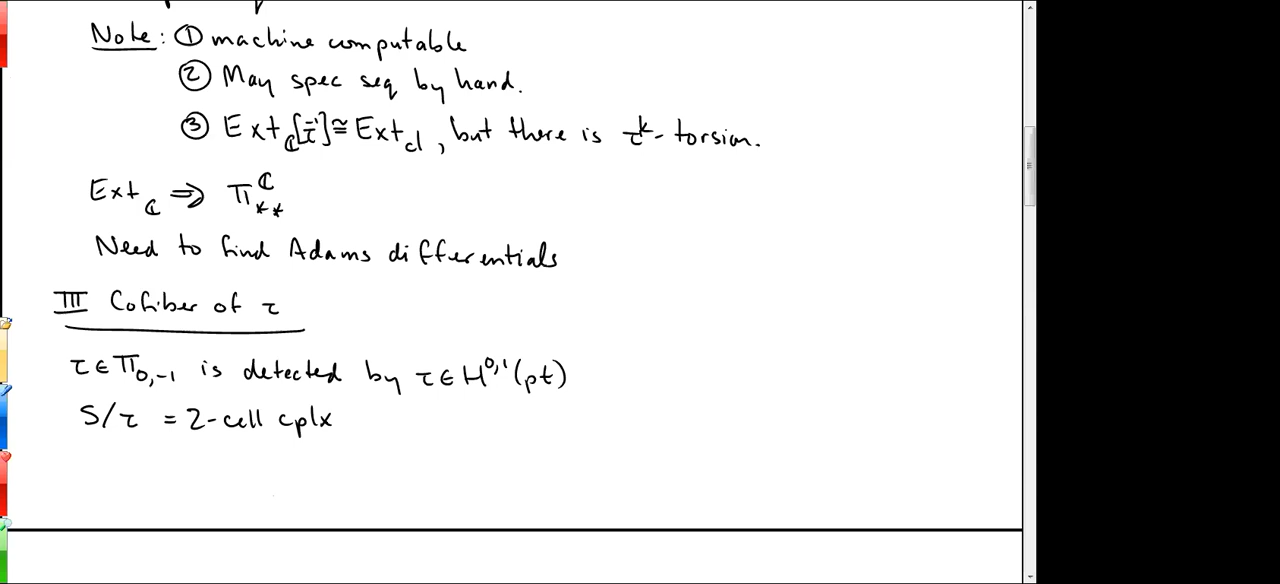 Note: ① machine computable
② May spec seq by hand.
③ Ext_ℂ[τ⁻¹] ≅ Ext_cl, but there is τᵏ-torsion.
Ext_ℂ ⇒ π^ℂ_**
Need to find Adams differentials
III Cofiber of τ
τ ∈ π_{0,-1} is detected by τ ∈ H^{0,1}(pt)
S/τ = 2-cell cplx